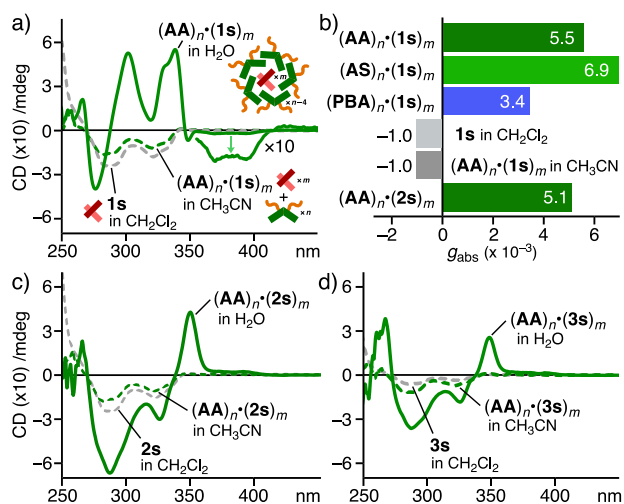 a)
CD (x10) /mdeg
6
3
0
−3
−6
250
300
350
400
nm
(AA)n•(1s)m
in H2O
×m
×n−4
×10
1s
in CH2Cl2
(AA)n•(1s)m
in CH3CN
×m
+
×n
b)
(AA)n•(1s)m
5.5
(AS)n•(1s)m
6.9
(PBA)n•(1s)m
3.4
−1.0
1s in CH2Cl2
−1.0
(AA)n•(1s)m in CH3CN
(AA)n•(2s)m
5.1
−2
0
2
4
6
gabs (x 10−3)
c)
CD (x10) /mdeg
6
3
0
−3
−6
250
300
350
400
nm
(AA)n•(2s)m
in H2O
(AA)n•(2s)m
in CH3CN
2s
in CH2Cl2
d)
3
0
−3
−6
250
300
350
400
nm
(AA)n•(3s)m
in H2O
(AA)n•(3s)m
in CH3CN
3s
in CH2Cl2